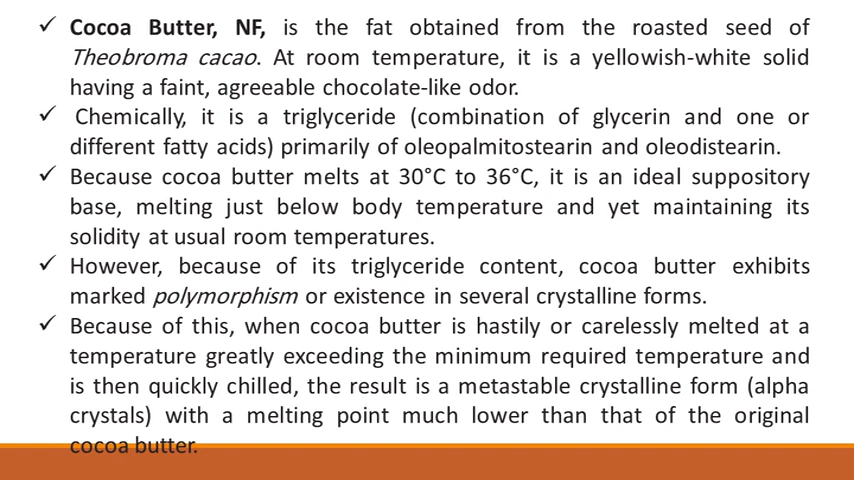 ✓ Cocoa Butter, NF, is the fat obtained from the roasted seed of
Theobroma cacao. At room temperature, it is a yellowish-white solid
having a faint, agreeable chocolate-like odor.
✓ Chemically, it is a triglyceride (combination of glycerin and one or
different fatty acids) primarily of oleopalmitostearin and oleodistearin.
✓ Because cocoa butter melts at 30°C to 36°C, it is an ideal suppository
base, melting just below body temperature and yet maintaining its
solidity at usual room temperatures.
✓ However, because of its triglyceride content, cocoa butter exhibits
marked polymorphism or existence in several crystalline forms.
✓ Because of this, when cocoa butter is hastily or carelessly melted at a
temperature greatly exceeding the minimum required temperature and
is then quickly chilled, the result is a metastable crystalline form (alpha
crystals) with a melting point much lower than that of the original
cocoa butter.